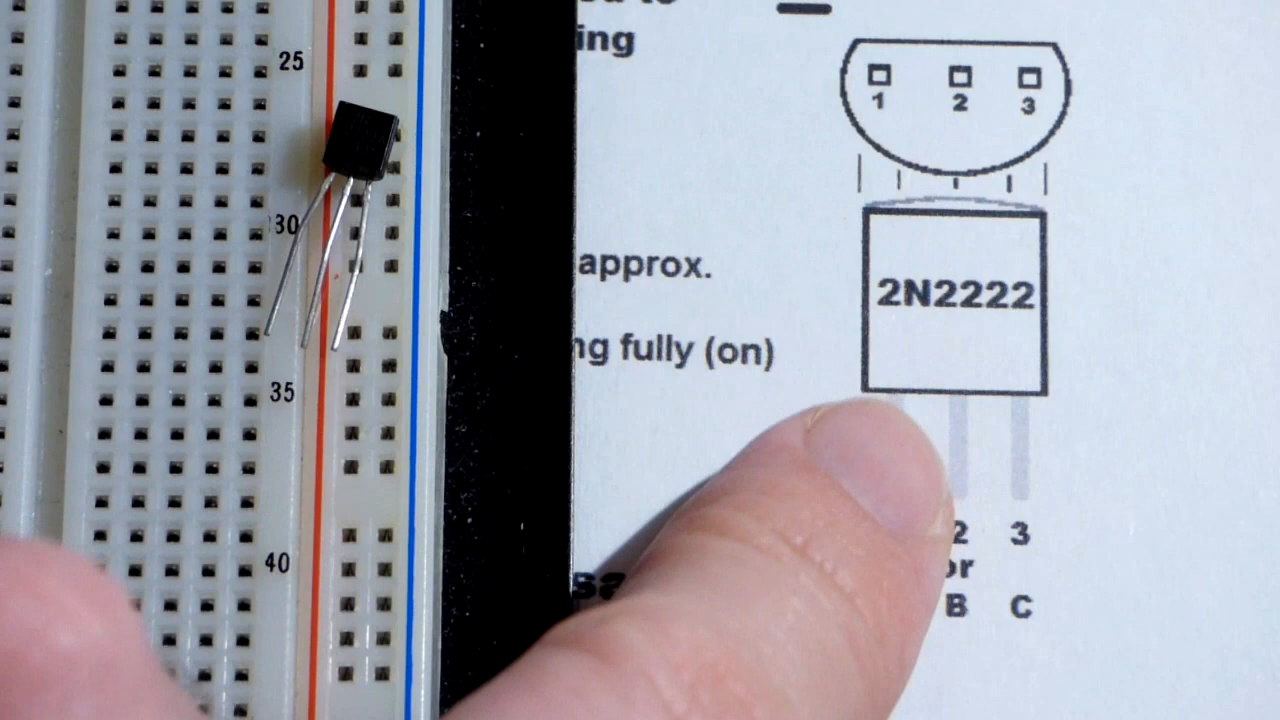 25
30
35
40
ing
approx.
ng fully (on)
1 2 3
2N2222
2 3
or
B C